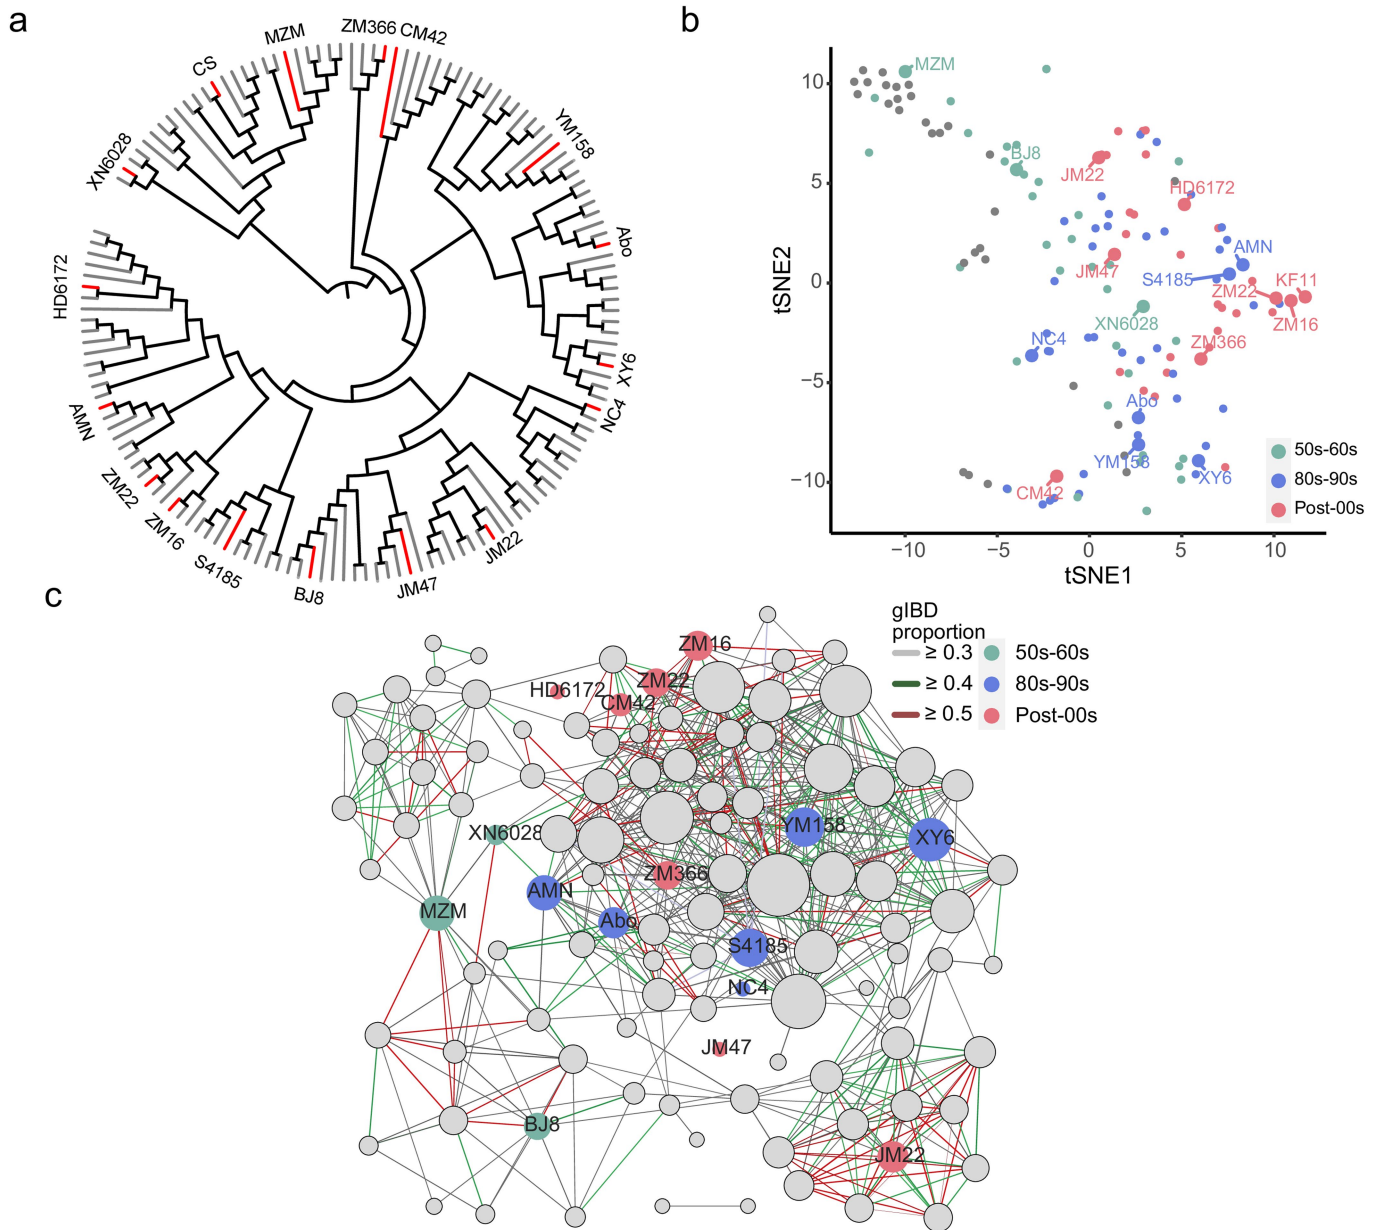 a
MZM
ZM366
CM42
CS
YM158
XN6028
Abo
HD6172
XY6
NC4
AMN
ZM22
ZM16
S4185
BJ8
JM47
JM22
b
tSNE2
10
5
0
−5
−10
−10
−5
0
5
10
tSNE1
MZM
BJ8
JM22
HD6172
AMN
JM47
S4185
ZM22
KF11
XN6028
ZM16
NC4
ZM366
Abo
YM158
XY6
CM42
50s-60s
80s-90s
Post-00s
c
gIBD
proportion
≥ 0.3
50s-60s
≥ 0.4
80s-90s
≥ 0.5
Post-00s
ZM16
ZM22
HD6172
CM42
XN6028
YM158
XY6
ZM366
AMN
MZM
Abo
S4185
NC4
JM47
BJ8
JM22